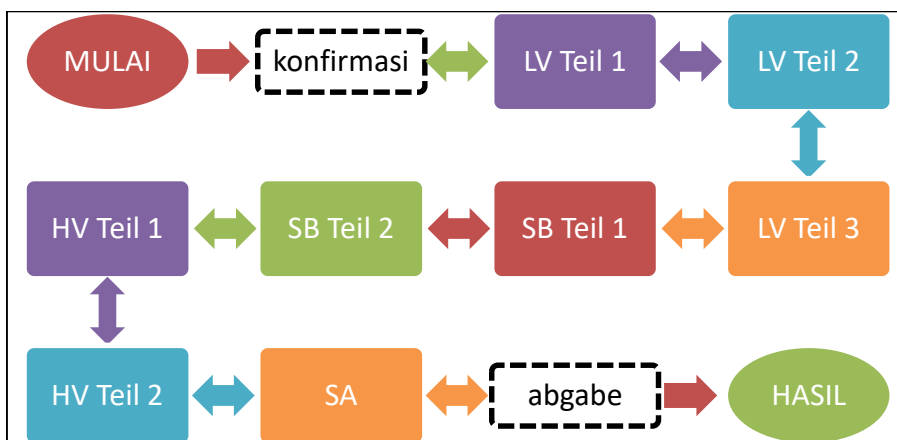 MULAI
konfirmasi
LV Teil 1
LV Teil 2
HV Teil 1
SB Teil 2
SB Teil 1
LV Teil 3
HV Teil 2
SA
abgabe
HASIL